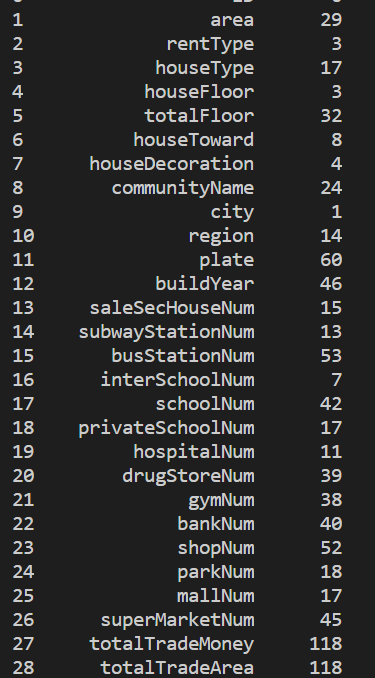 1 area 29
2 rentType 3
3 houseType 17
4 houseFloor 3
5 totalFloor 32
6 houseToward 8
7 houseDecoration 4
8 communityName 24
9 city 1
10 region 14
11 plate 60
12 buildYear 46
13 saleSecHouseNum 15
14 subwayStationNum 13
15 busStationNum 53
16 interSchoolNum 7
17 schoolNum 42
18 privateSchoolNum 17
19 hospitalNum 11
20 drugStoreNum 39
21 gymNum 38
22 bankNum 40
23 shopNum 52
24 parkNum 18
25 mallNum 17
26 superMarketNum 45
27 totalTradeMoney 118
28 totalTradeArea 118